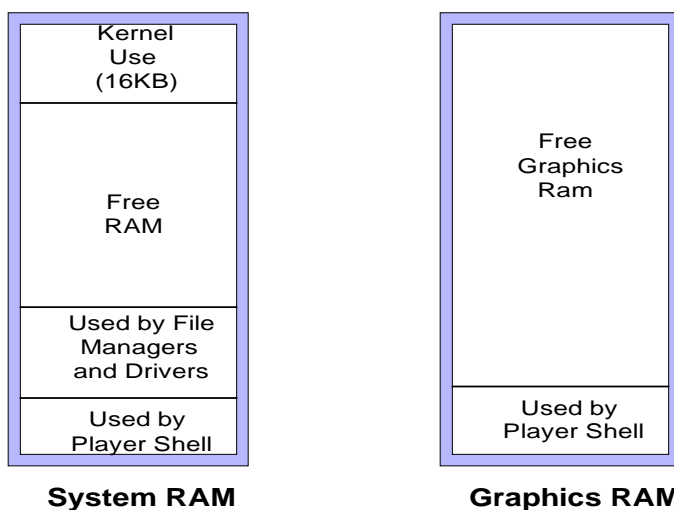 Kernel
Use
(16KB)
Free
RAM
Used by File
Managers
and Drivers
Used by
Player Shell
System RAM
Free
Graphics
Ram
Used by
Player Shell
Graphics RAM